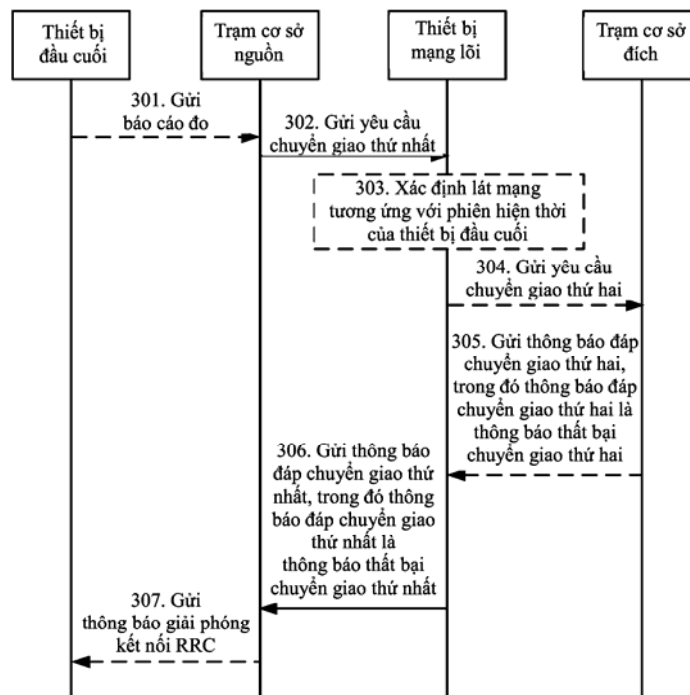 Thiết bị
đầu cuối
Trạm cơ sở
nguồn
Thiết bị
mạng lõi
Trạm cơ sở
đích
301. Gửi
báo cáo đo
302. Gửi yêu cầu
chuyển giao thứ nhất
303. Xác định lát mạng
tương ứng với phiên hiện thời
của thiết bị đầu cuối
304. Gửi yêu cầu
chuyển giao thứ hai
305. Gửi thông báo đáp
chuyển giao thứ hai,
trong đó thông báo đáp
chuyển giao thứ hai là
thông báo thất bại
chuyển giao thứ hai
306. Gửi thông báo
đáp chuyển giao thứ
nhất, trong đó thông
báo đáp chuyển giao
thứ nhất là
thông báo thất bại
chuyển giao thứ nhất
307. Gửi
thông báo giải phóng
kết nối RRC